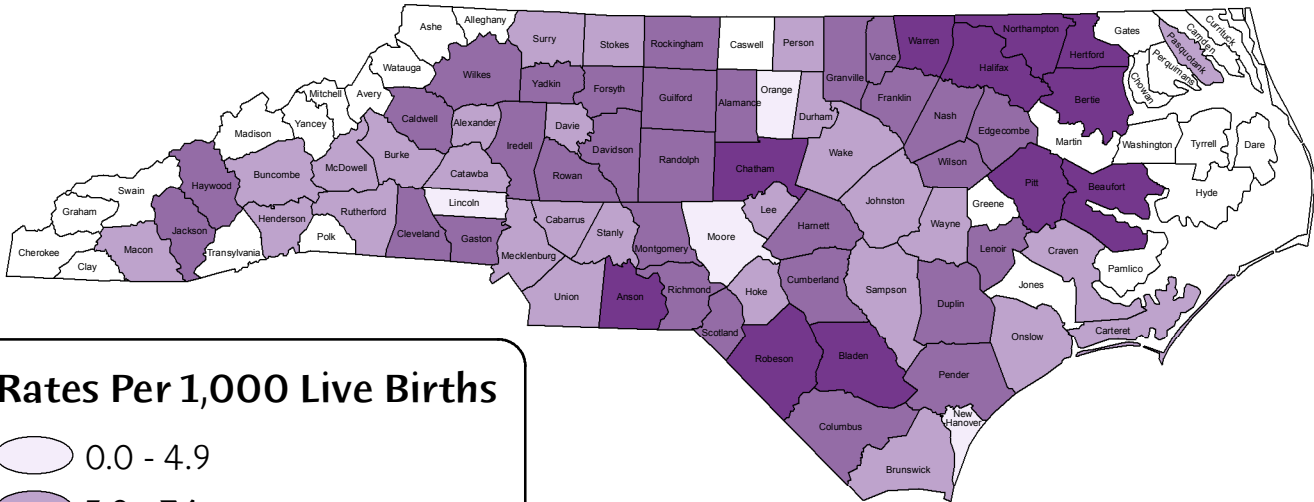 Ashe
Alleghany
Surry
Stokes
Rockingham
Caswell
Person
Granville
Vance
Warren
Northampton
Halifax
Hertford
Gates
Currituck
Camden
Pasquotank
Perquimans
Chowan
Bertie
Watauga
Wilkes
Yadkin
Forsyth
Guilford
Alamance
Orange
Durham
Franklin
Nash
Edgecombe
Martin
Washington
Tyrrell
Dare
Mitchell
Avery
Caldwell
Alexander
Davie
Iredell
Davidson
Randolph
Chatham
Wake
Wilson
Pitt
Beaufort
Hyde
Madison
Yancey
Burke
McDowell
Catawba
Rowan
Johnston
Greene
Swain
Haywood
Buncombe
Lincoln
Rutherford
Graham
Jackson
Henderson
Polk
Cleveland
Gaston
Cabarrus
Stanly
Montgomery
Moore
Lee
Harnett
Wayne
Lenoir
Craven
Pamlico
Cherokee
Clay
Macon
Transylvania
Mecklenburg
Union
Anson
Richmond
Hoke
Cumberland
Sampson
Duplin
Jones
Onslow
Carteret
Scotland
Robeson
Bladen
Pender
Columbus
New
Hanover
Brunswick
Rates Per 1,000 Live Births
0.0 - 4.9